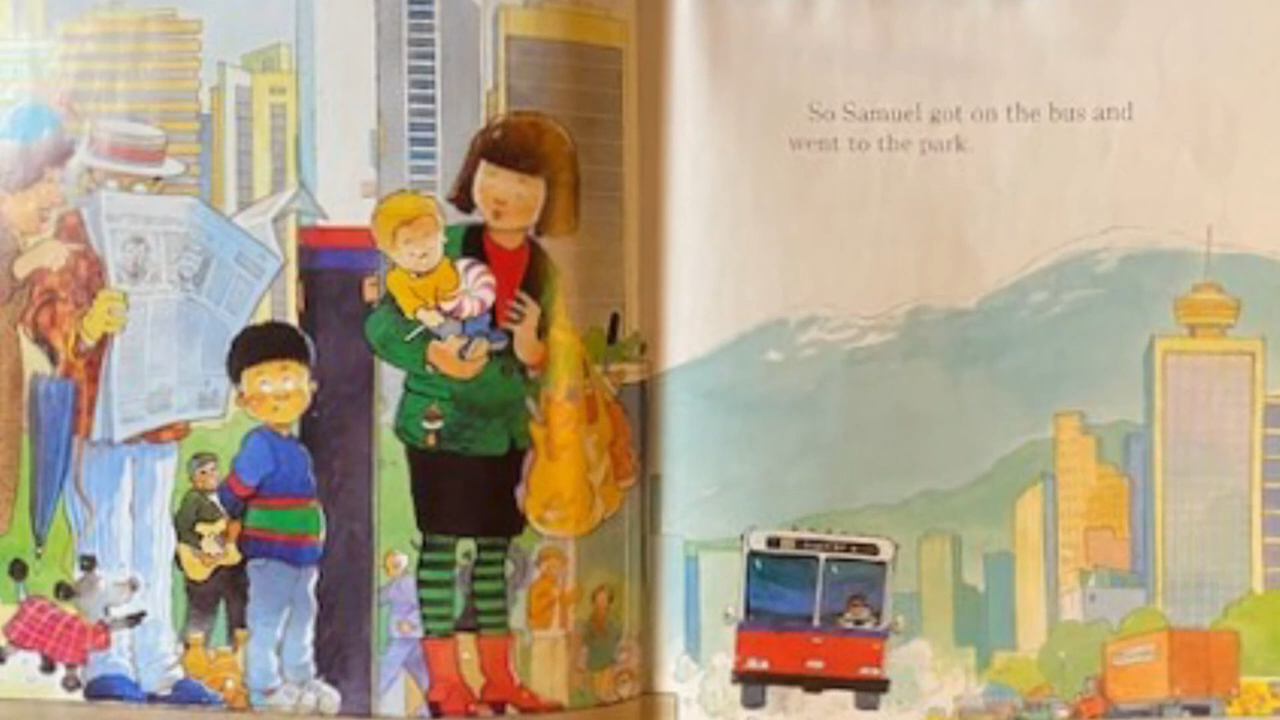 So Samuel got on the bus and
went to the park.